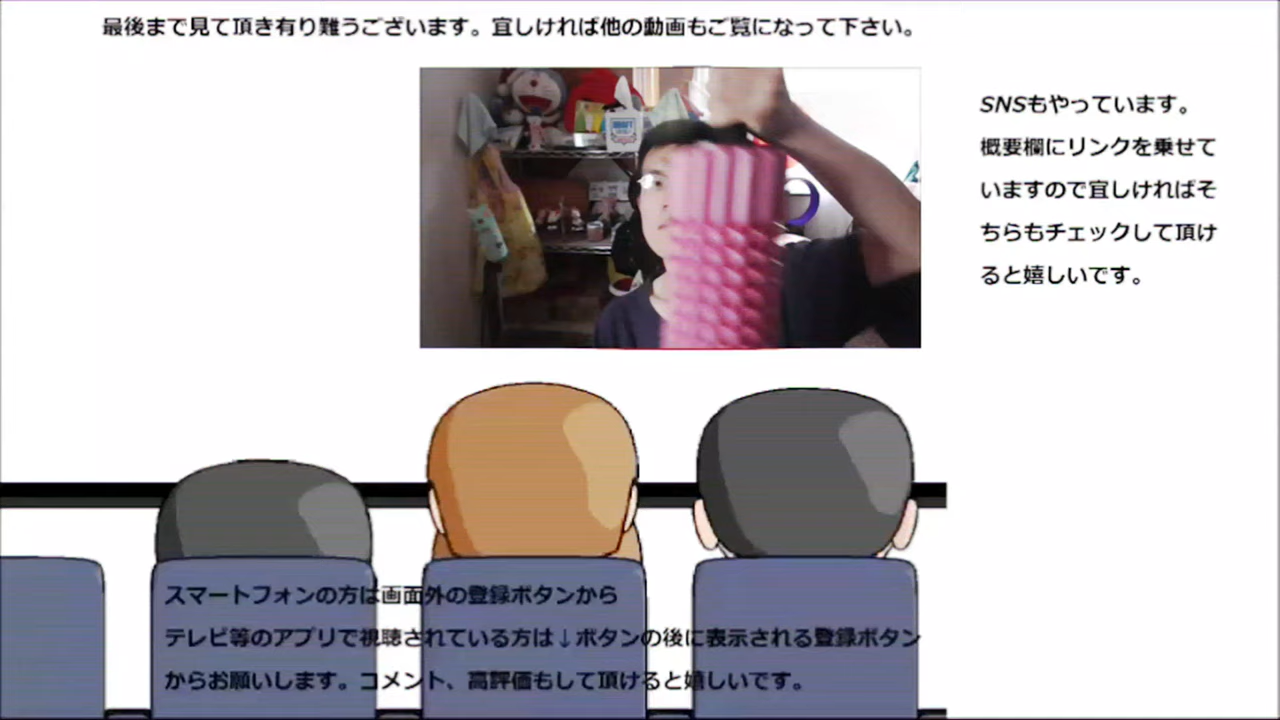 最後まで見て頂き有り難うございます。宜しければ他の動画もご覧になって下さい。
SNSもやっています。
概要欄にリンクを乗せて
いますので宜しければそ
ちらもチェックして頂け
ると嬉しいです。
スマートフォンの方は画面外の登録ボタンから
テレビ等のアプリで視聴されている方は↓ボタンの後に表示される登録ボタン
からお願いします。コメント、高評価もして頂けると嬉しいです。